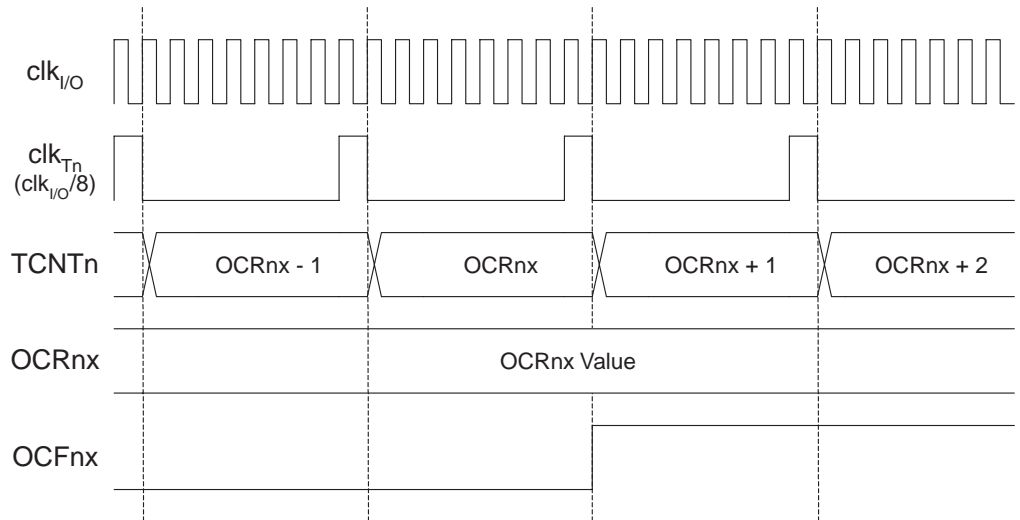 clkI/O
clkTn
(clkI/O/8)
TCNTn OCRnx - 1 OCRnx OCRnx + 1 OCRnx + 2
OCRnx OCRnx Value
OCFnx